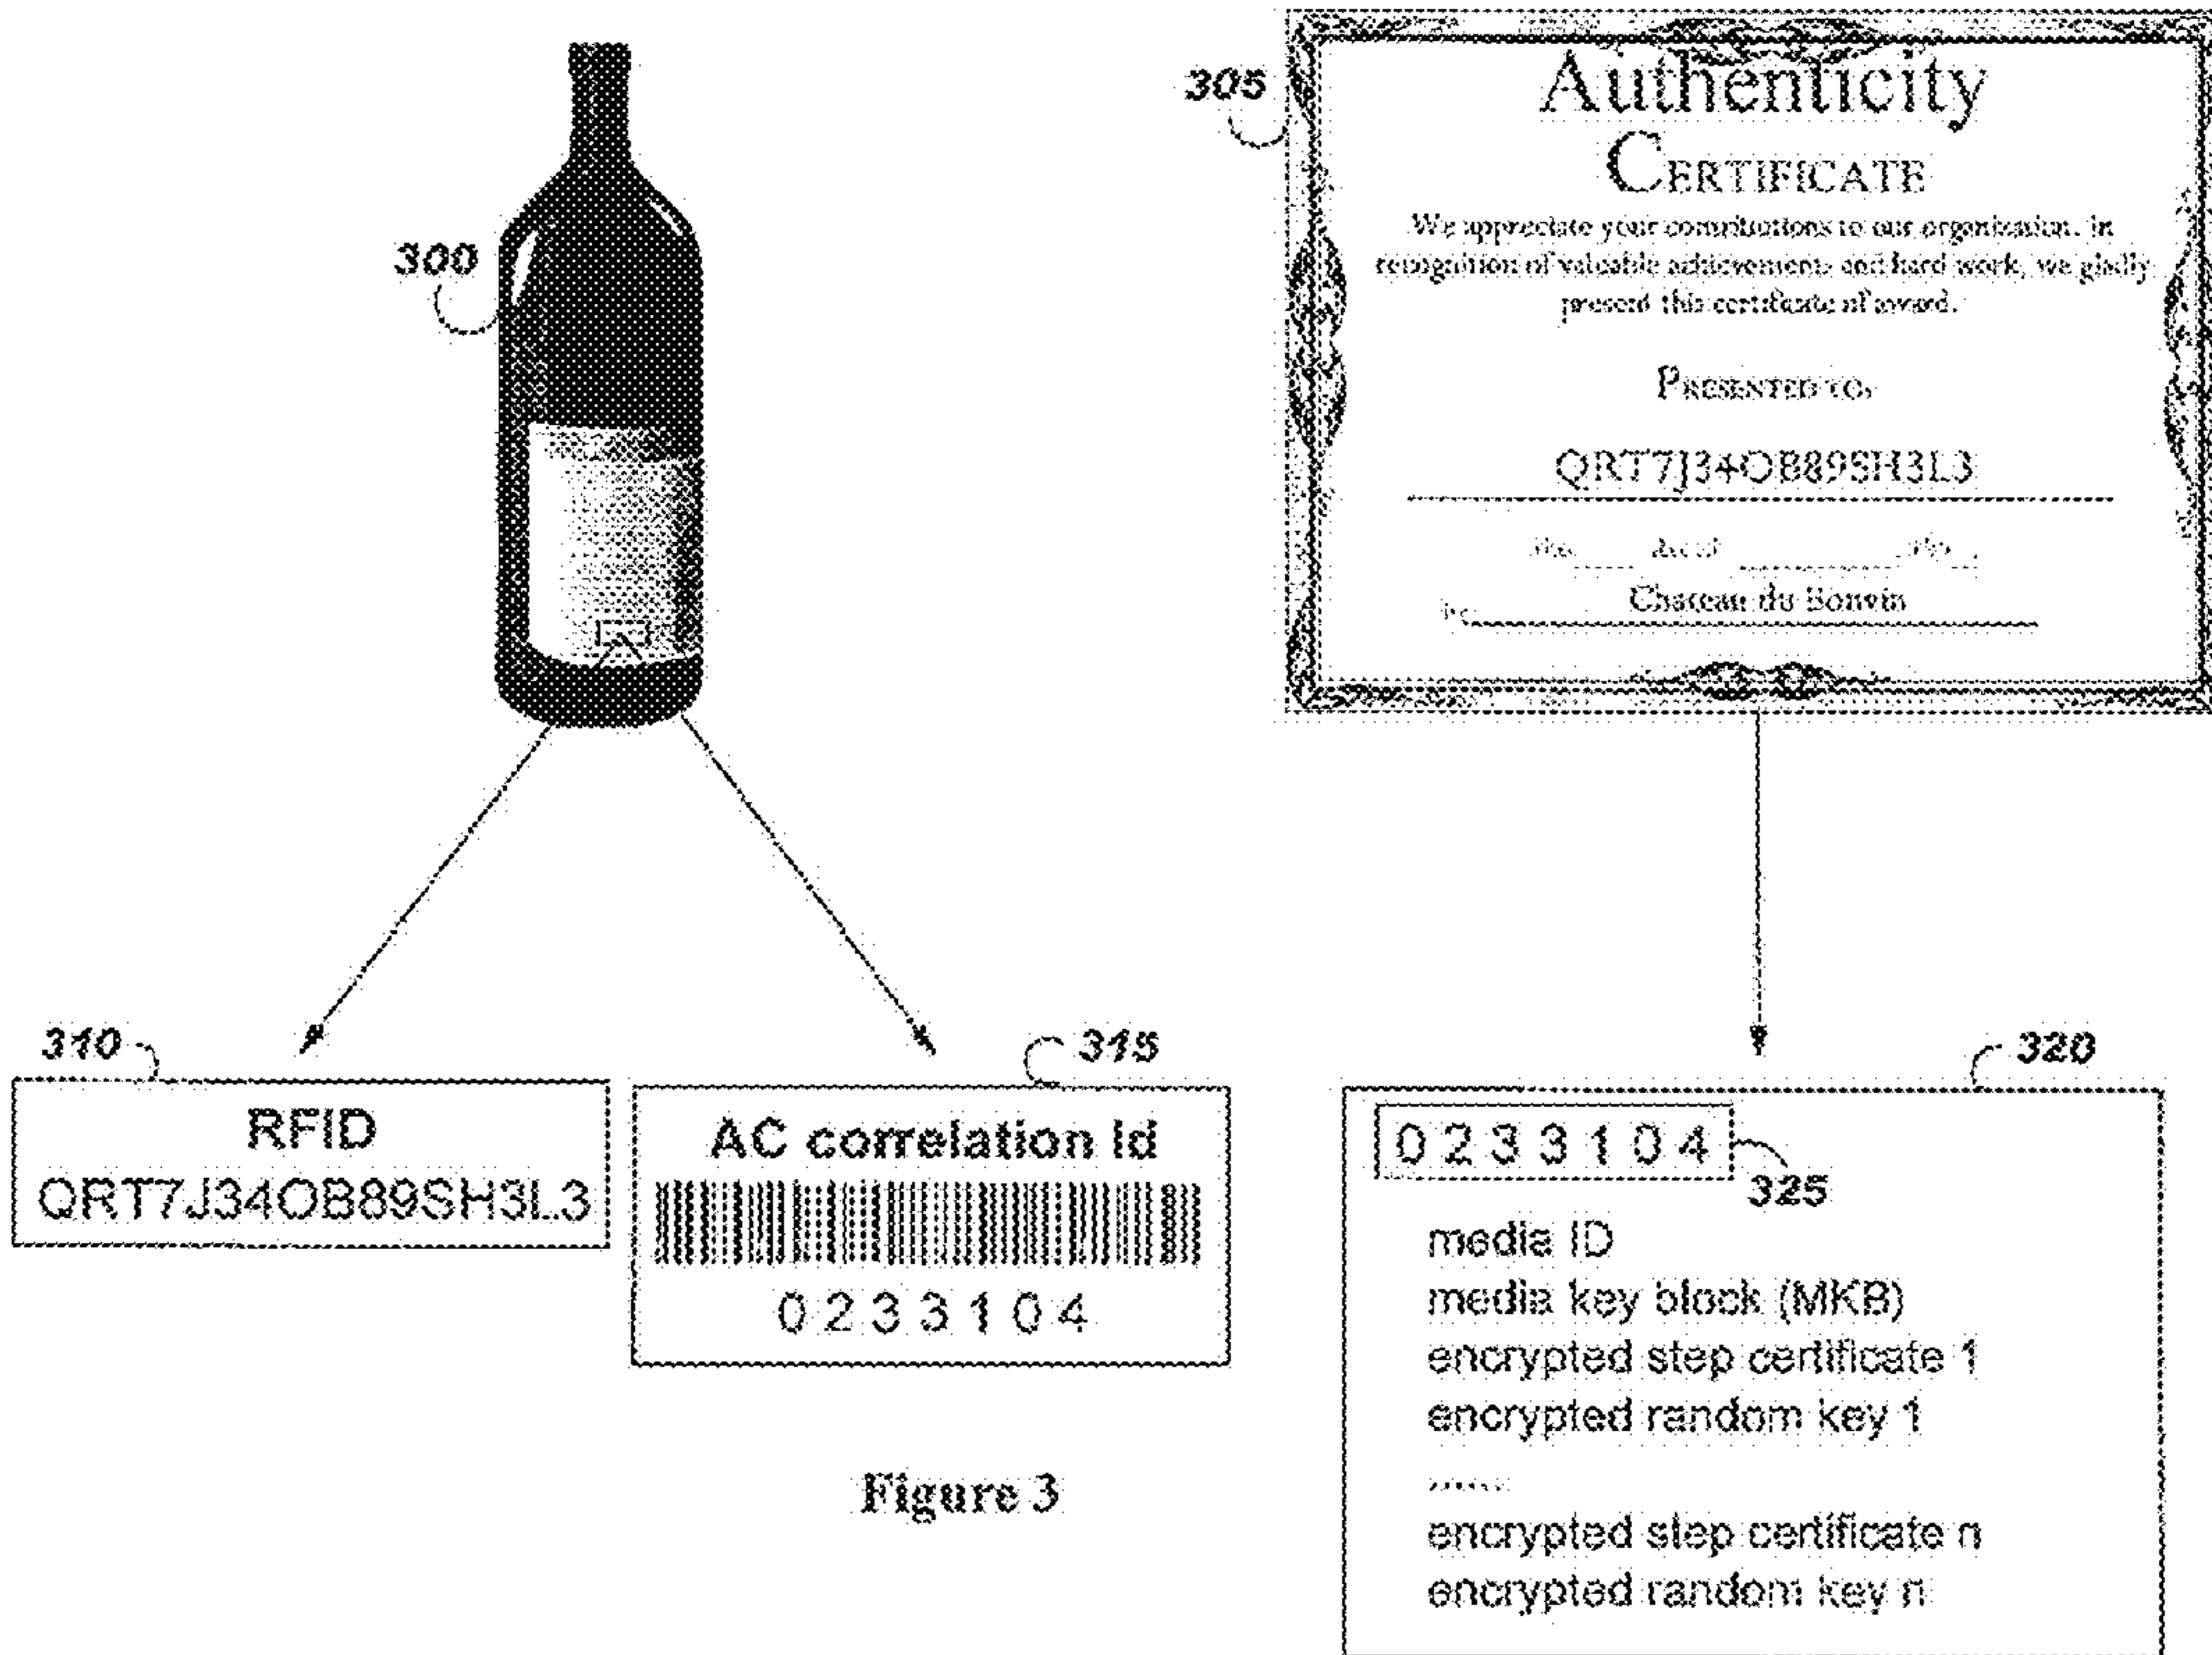 305
Authenticity
CERTIFICATE
We appreciate your contributions to our organization. In
recognition of valuable achievements and hard work, we gladly
present this certificate of award.
PRESENTED TO:
QRT7J34OB89SH3L3
Chateau du Bonvin
300
310
RFID
QRT7J34OB89SH3L3
315
AC correlation Id
0 2 3 3 1 0 4
320
0 2 3 3 1 0 4
325
media ID
media key block (MKB)
encrypted step certificate 1
encrypted random key 1
......
encrypted step certificate n
encrypted random key n
Figure 3